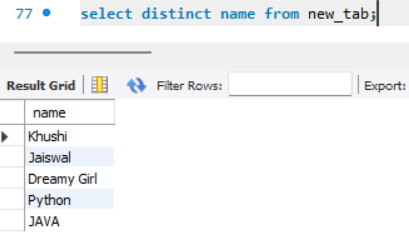 77 select distinct name from new_tab;
Result Grid Filter Rows: Export:
name
Khushi
Jaiswal
Dreamy Girl
Python
JAVA